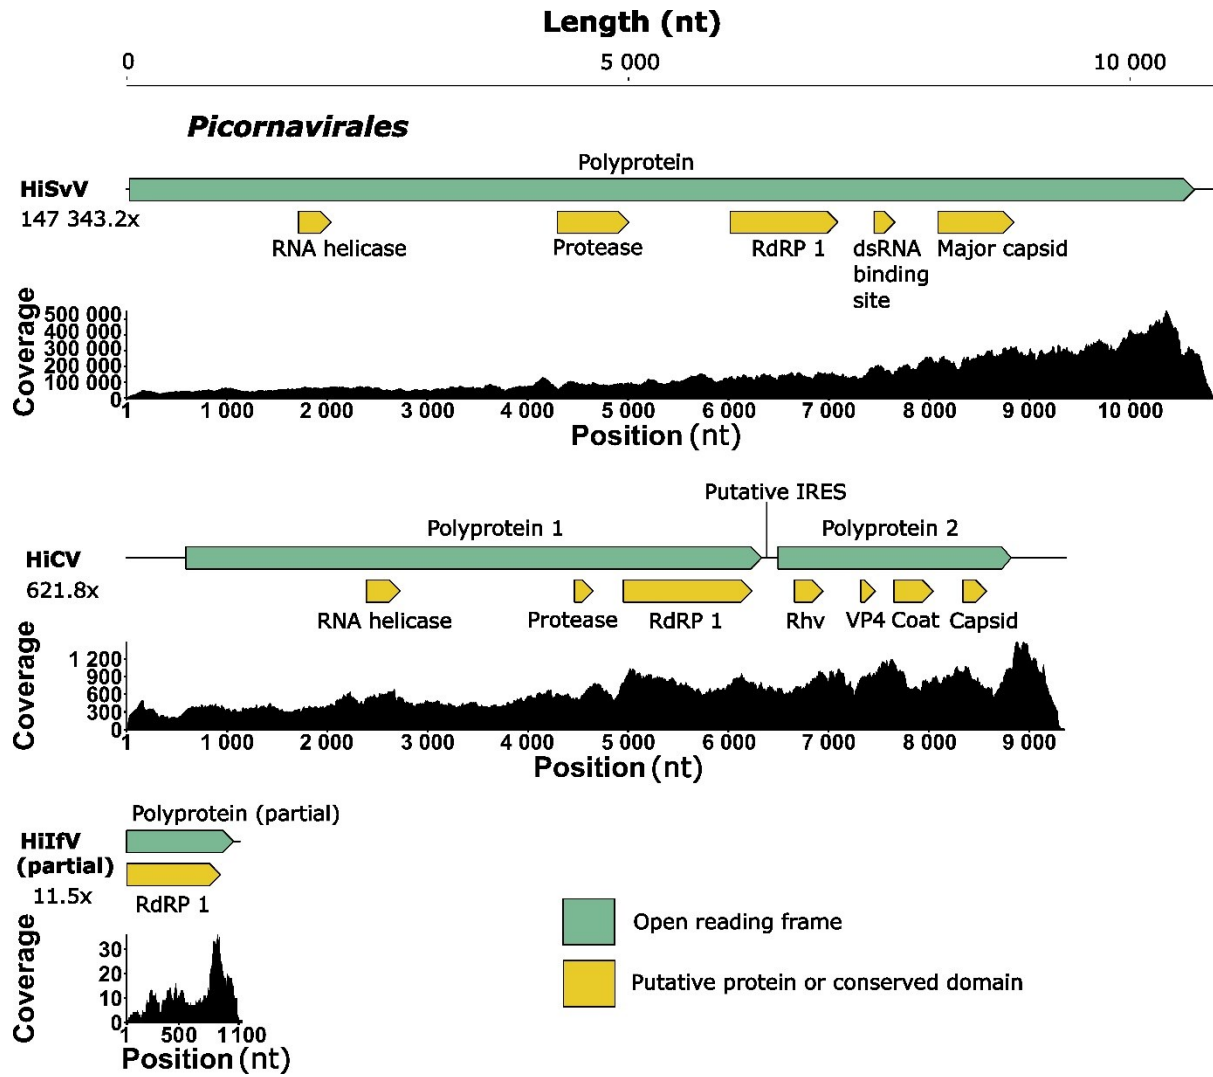 Length (nt)
0 5 000 10 000
Picornavirales
Polyprotein
HiSvV
147 343.2x
RNA helicase Protease RdRP 1 dsRNA binding site Major capsid
Coverage
500 000
400 000
300 000
200 000
100 000
0
1 1 000 2 000 3 000 4 000 5 000 6 000 7 000 8 000 9 000 10 000
Position (nt)
Putative IRES
Polyprotein 1 Polyprotein 2
HiCV
621.8x
RNA helicase Protease RdRP 1 Rhv VP4 Coat Capsid
Coverage
1 200
900
600
300
0
1 1 000 2 000 3 000 4 000 5 000 6 000 7 000 8 000 9 000
Position (nt)
Polyprotein (partial)
HiIfV
(partial)
11.5x
RdRP 1
Coverage
30
20
10
0
1 500 1 100
Position (nt)
Open reading frame
Putative protein or conserved domain